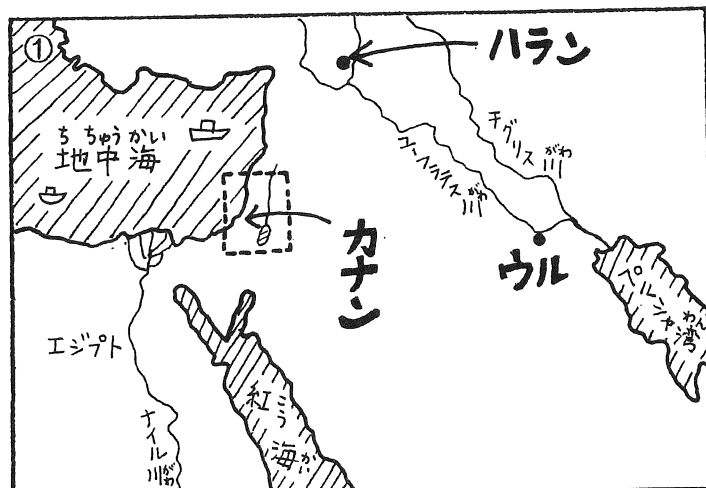 ①
ハラン
ちちゅうかい
地中海
チグリス川
がわ
ユーフラテス川
がわ
カナン
ウル
ペルシャ湾
わん
エジプト
紅海
こうかい
ナイル川
がわ